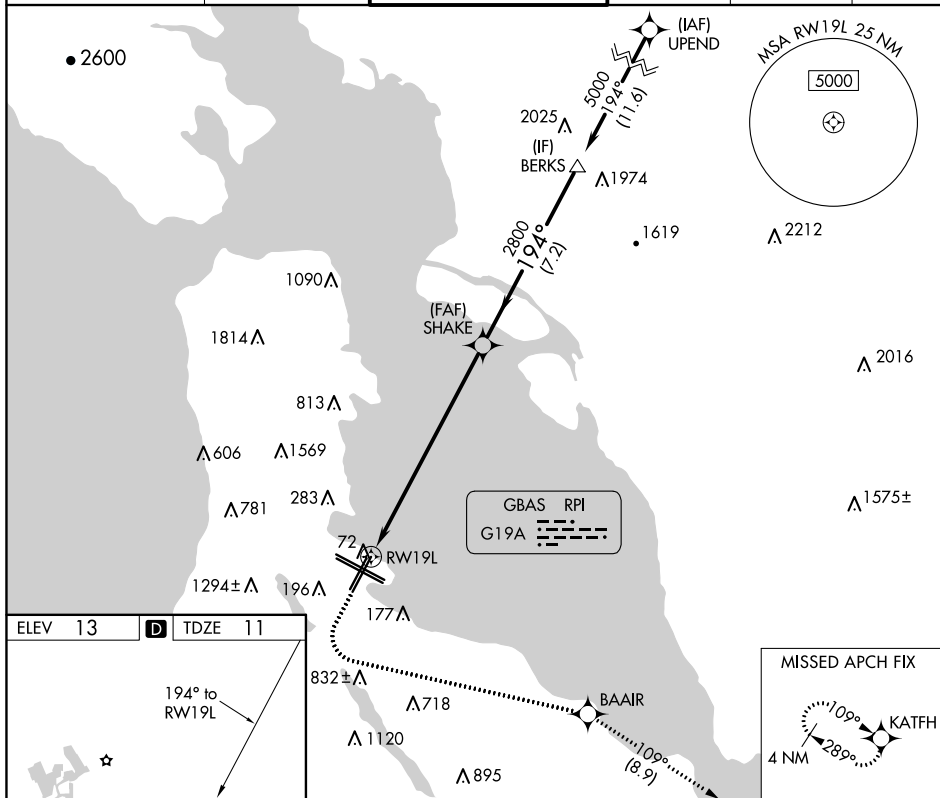 2600
(IAF)
UPEND
MSA RW19L 25 NM
5000
5000
194°
(11.6)
2025
(IF)
BERKS
1974
2800
194°
(7.2)
1619
2212
1090
(FAF)
SHAKE
1814
2016
813
606
1569
781
283
GBAS RPI
G19A
1575±
72
RW19L
1294±
196
177
ELEV 13
D
TDZE 11
194° to
RW19L
832±
718
BAAIR
1120
109°
(8.9)
895
MISSED APCH FIX
109°
KATFH
4 NM
289°